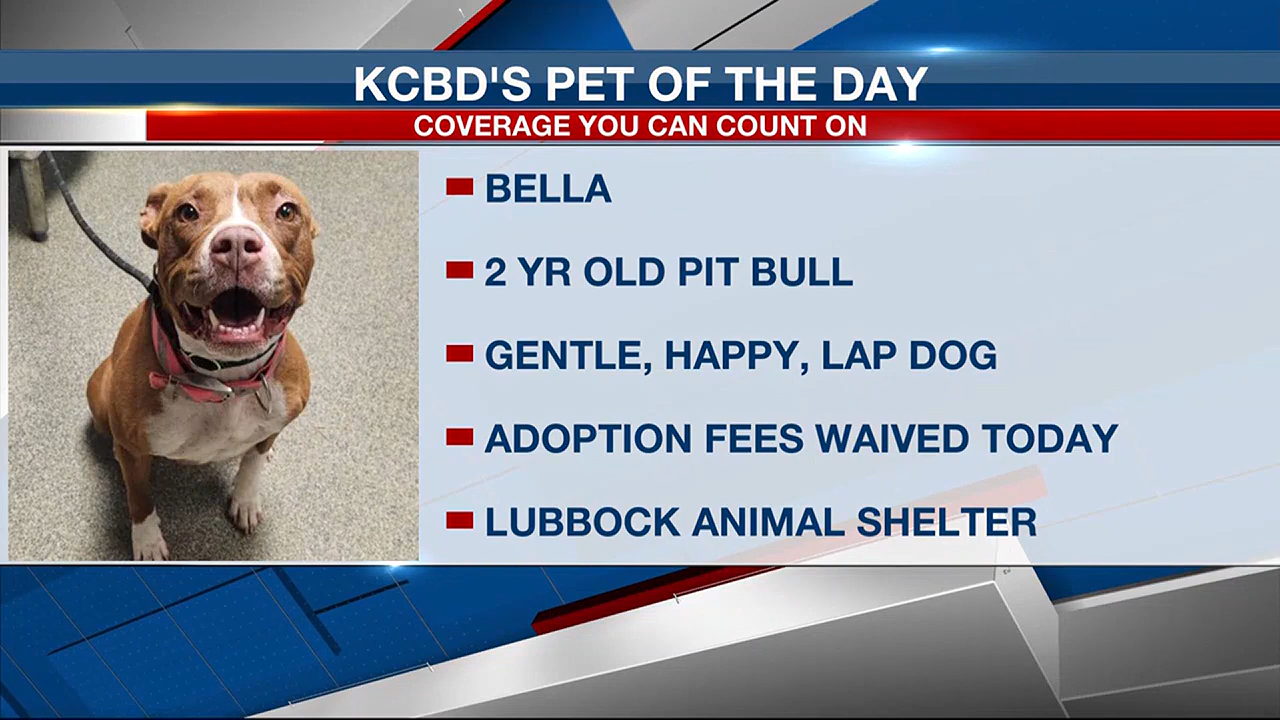 KCBD'S PET OF THE DAY
COVERAGE YOU CAN COUNT ON
BELLA
2 YR OLD PIT BULL
GENTLE, HAPPY, LAP DOG
ADOPTION FEES WAIVED TODAY
LUBBOCK ANIMAL SHELTER